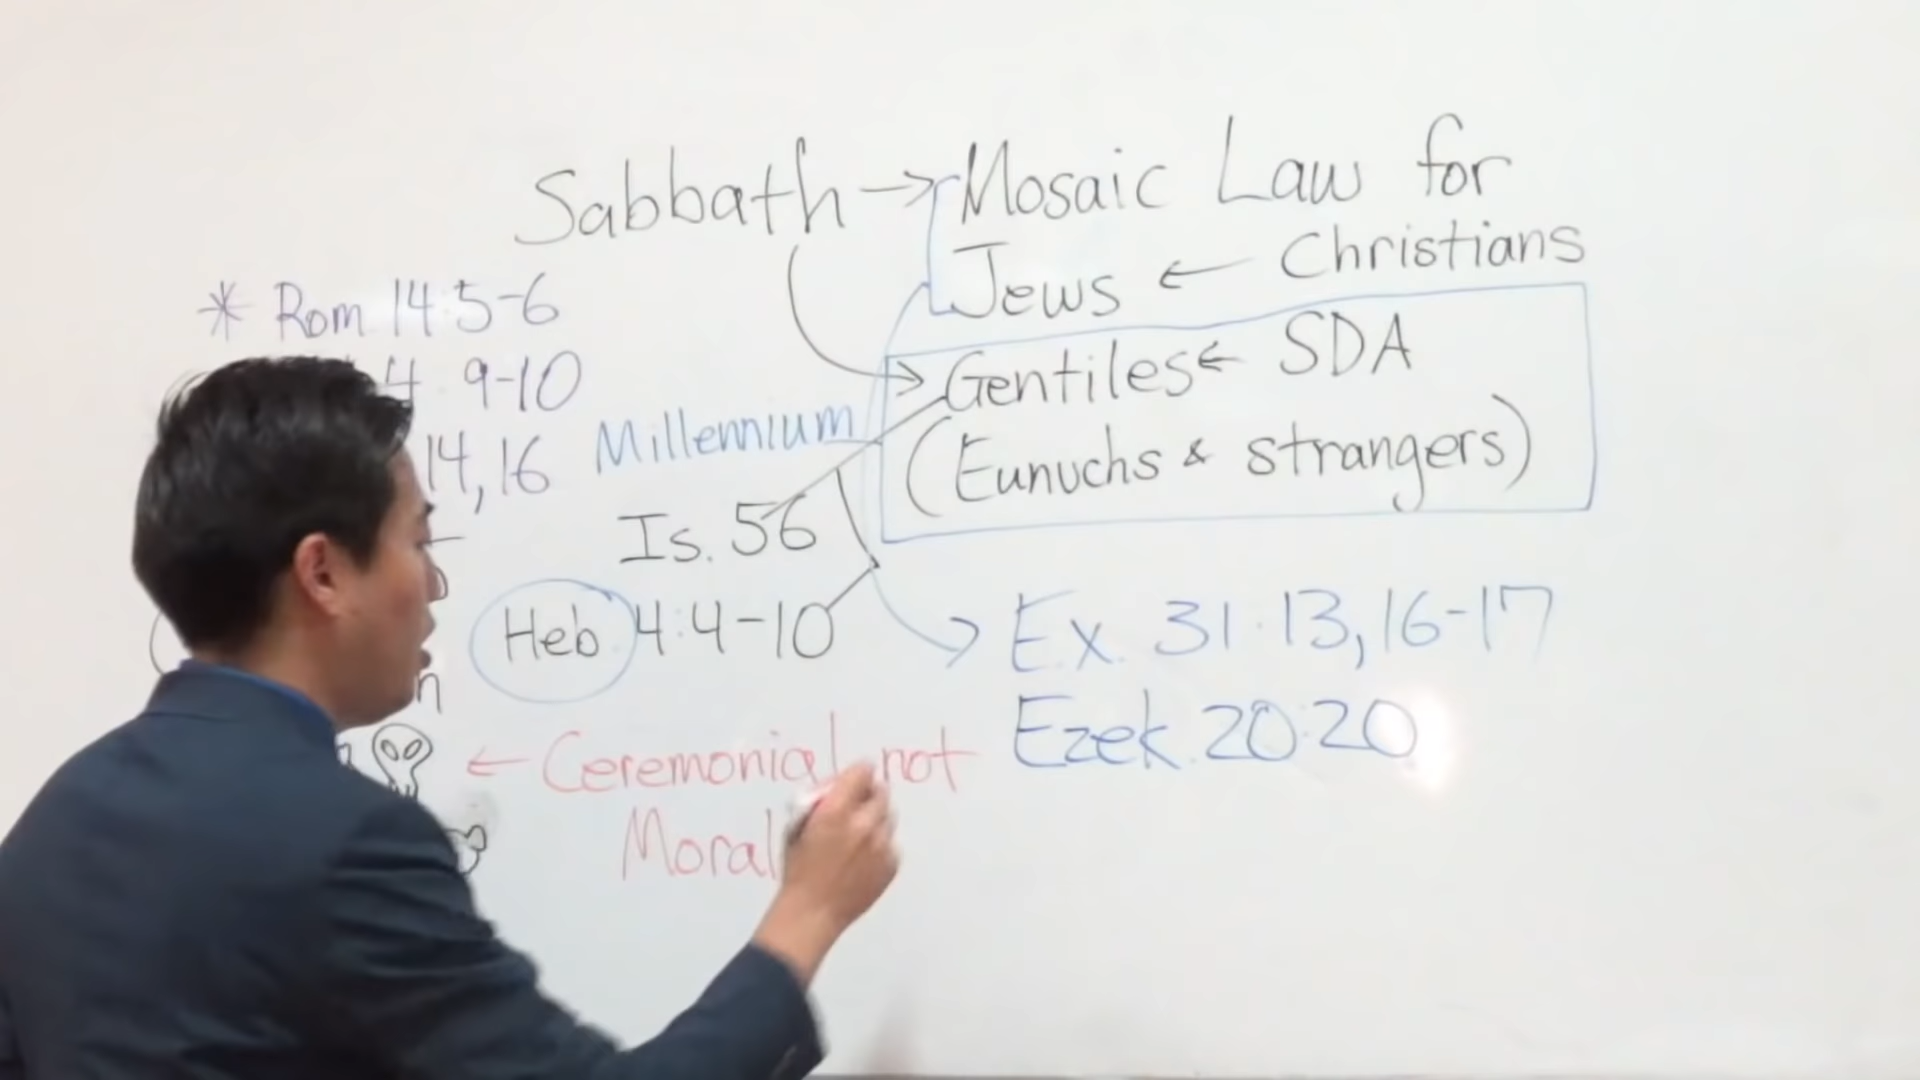 Sabbath → Mosaic Law for
Jews ← Christians
* Rom 14:5-6
4 9-10
14,16
Gentiles ← SDA
(Eunuchs & strangers)
Millennium
Is. 56
Heb 4:4-10
Ex. 31:13,16-17
Ezek. 20:20
n
← Ceremonial not
Moral